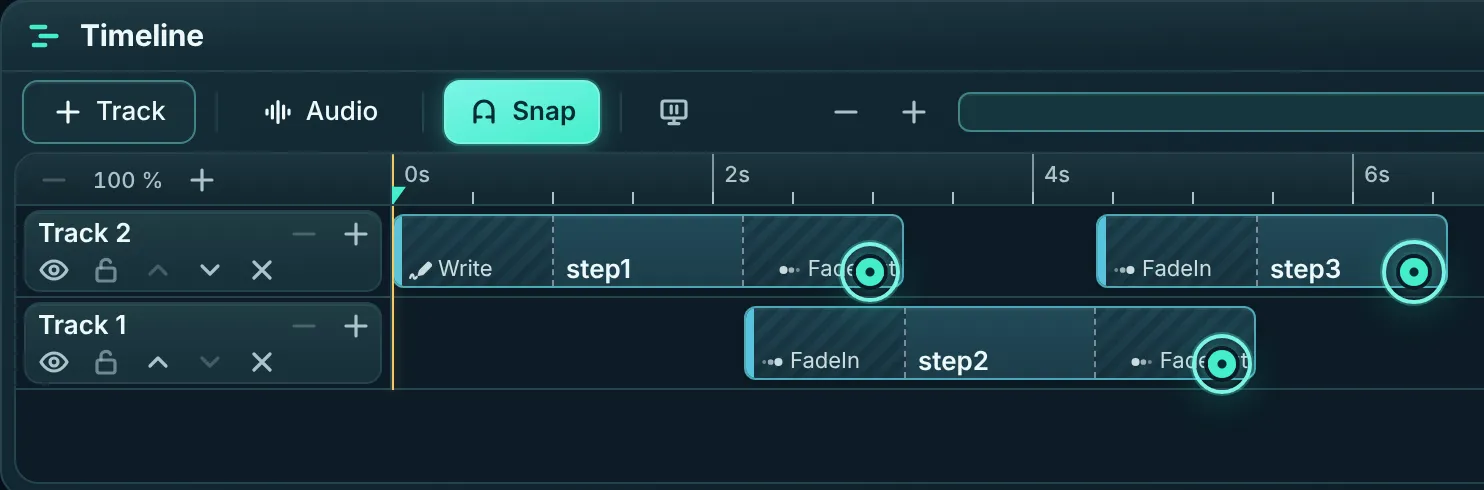 Timeline
Track
Audio
Snap
100 %
0s
2s
4s
6s
Track 2
Write
step1
FadeIn
step3
Track 1
FadeIn
step2